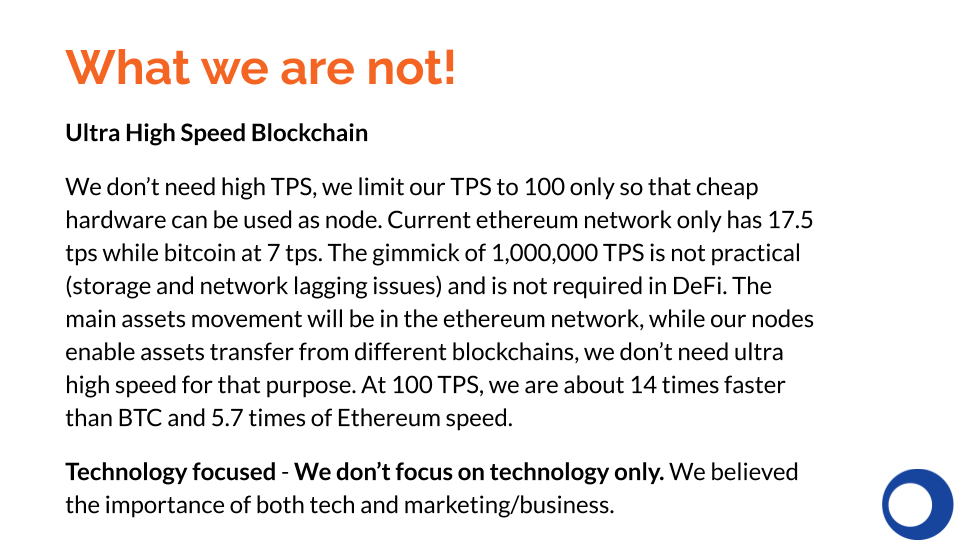 What we are not!
Ultra High Speed Blockchain
We don’t need high TPS, we limit our TPS to 100 only so that cheap
hardware can be used as node. Current ethereum network only has 17.5
tps while bitcoin at 7 tps. The gimmick of 1,000,000 TPS is not practical
(storage and network lagging issues) and is not required in DeFi. The
main assets movement will be in the ethereum network, while our nodes
enable assets transfer from different blockchains, we don’t need ultra
high speed for that purpose. At 100 TPS, we are about 14 times faster
than BTC and 5.7 times of Ethereum speed.
Technology focused - We don’t focus on technology only. We believed
the importance of both tech and marketing/business.